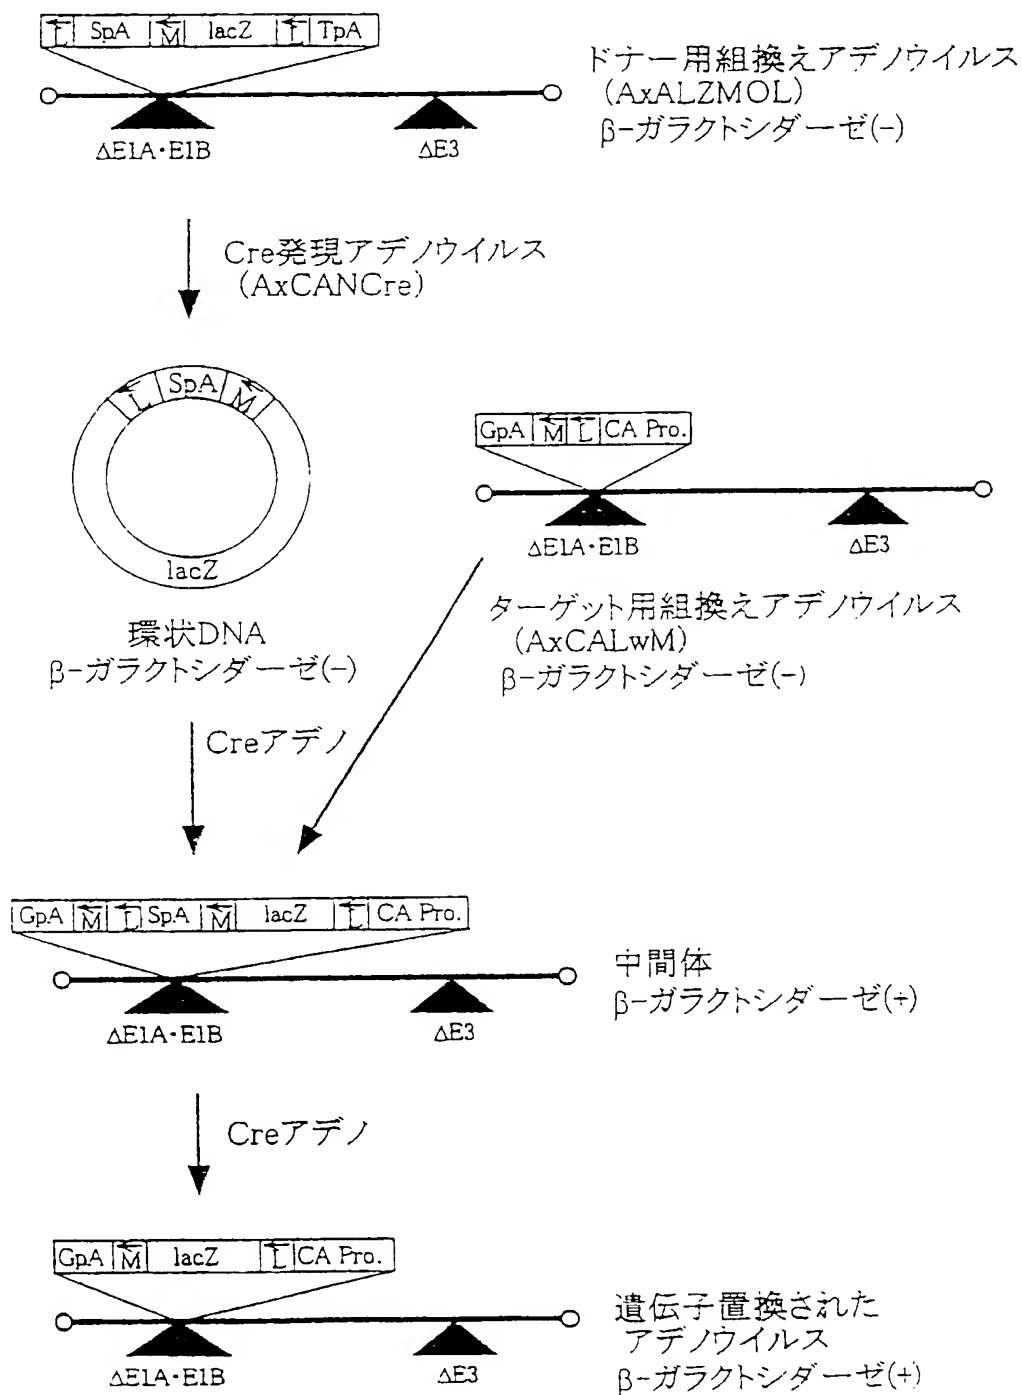 L SpA M lacZ L TpA
ドナー用組換えアデノウイルス
(AxALZMOL)
β-ガラクトシダーゼ(-)
ΔE1A・E1B
ΔE3
Cre発現アデノウイルス
(AxCANCre)
L SpA M
lacZ
環状DNA
β-ガラクトシダーゼ(-)
GpA M L CA Pro.
ΔE1A・E1B
ΔE3
ターゲット用組換えアデノウイルス
(AxCALwM)
β-ガラクトシダーゼ(-)
Creアデノ
GpA M L SpA M lacZ L CA Pro.
中間体
β-ガラクトシダーゼ(+)
ΔE1A・E1B
ΔE3
Creアデノ
GpA M lacZ L CA Pro.
遺伝子置換された
アデノウイルス
β-ガラクトシダーゼ(+)
ΔE1A・E1B
ΔE3